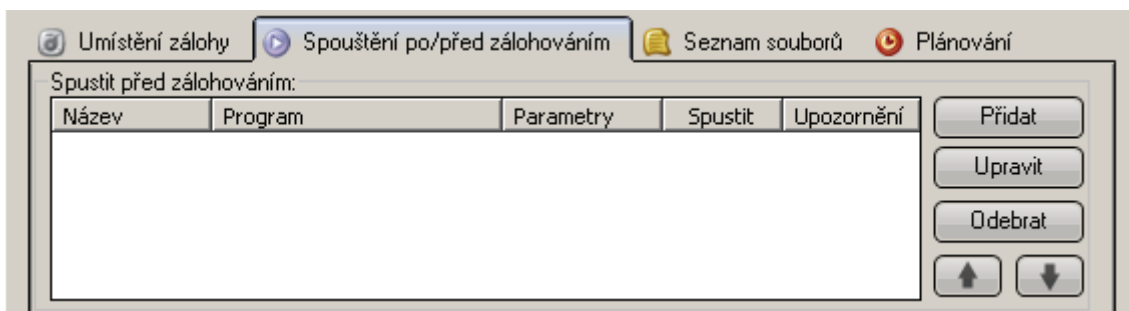 Umístění zálohy Spouštění po/před zálohováním Seznam souborů Plánování
Spustit před zálohováním:
Název Program Parametry Spustit Upozornění
Přidat
Upravit
Odebrat